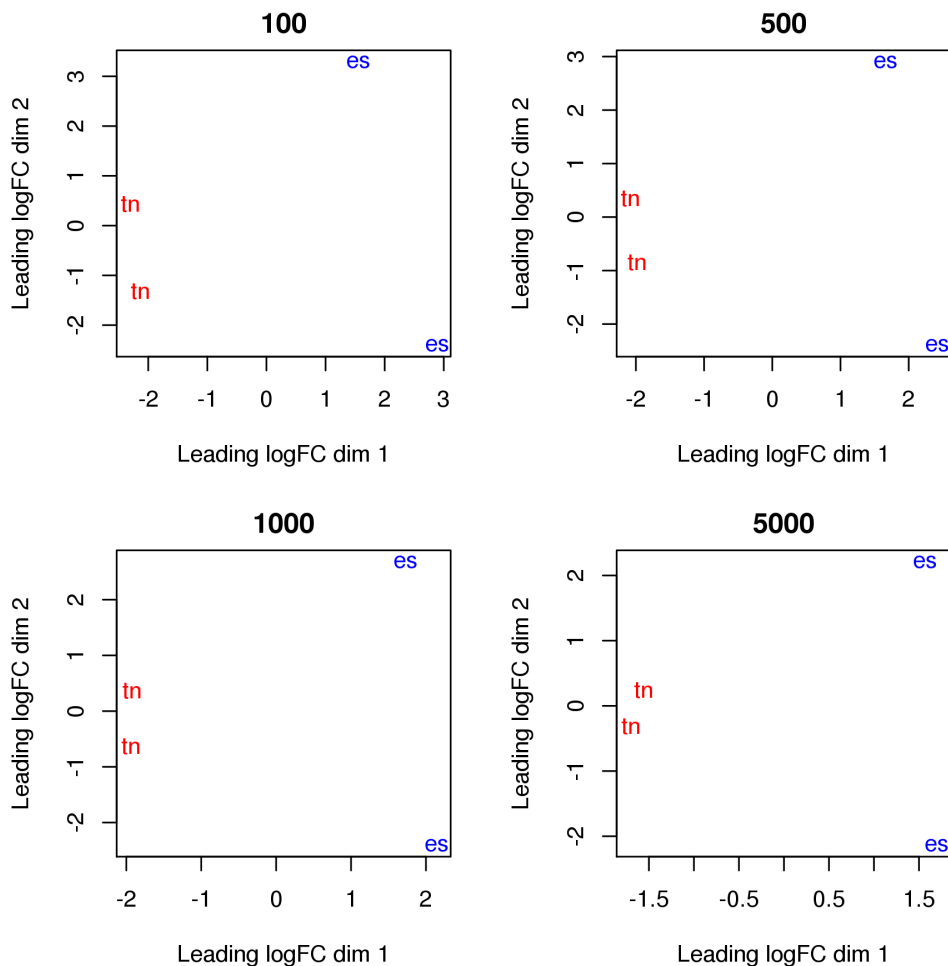 100
Leading logFC dim 2
3
2
1
0
-1
-2
es
tn
tn
es
-2 -1 0 1 2 3
Leading logFC dim 1
500
Leading logFC dim 2
3
2
1
0
-1
-2
es
tn
tn
es
-2 -1 0 1 2
Leading logFC dim 1
1000
Leading logFC dim 2
2
1
0
-1
-2
es
tn
tn
es
-2 -1 0 1 2
Leading logFC dim 1
5000
Leading logFC dim 2
2
1
0
-1
-2
es
tn
tn
es
-1.5 -0.5 0.5 1.5
Leading logFC dim 1